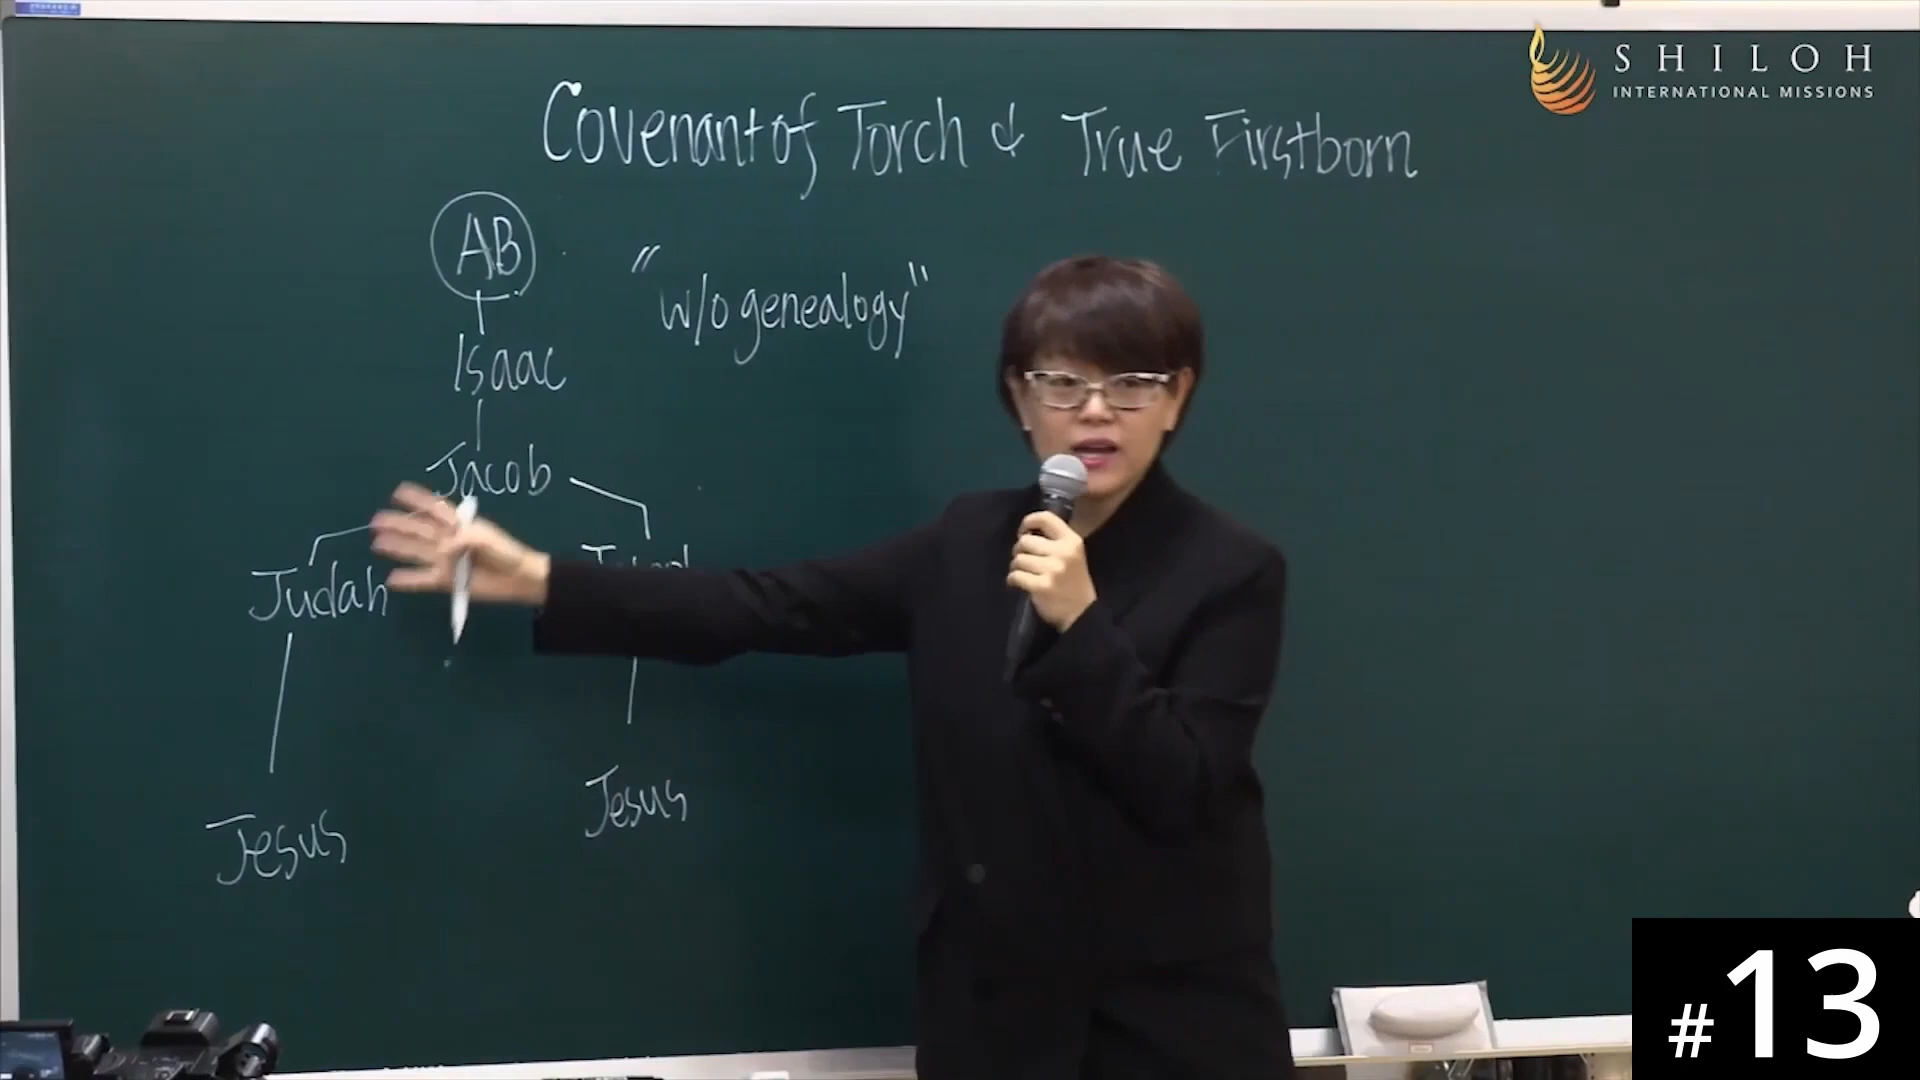 SHILOH
INTERNATIONAL MISSIONS
Covenant of Torch & True Firstborn
AB
"w/o genealogy"
Isaac
Jacob
Judah
Jesus
Jesus
#13